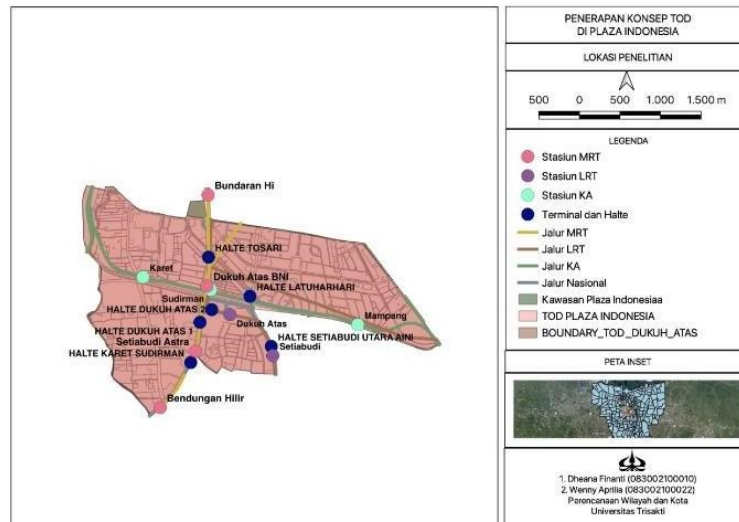 Bundaran Hi
HALTE TOSARI
Karet
Dukuh Atas BNI
HALTE LATUHARHARI
Sudirman
HALTE DUKUH ATAS 2
Dukuh Atas
Mampang
HALTE DUKUH ATAS 1
HALTE SETIABUDI UTARA AINI
Setiabudi Astra
Setiabudi
HALTE KARET SUDIRMAN
Bendungan Hilir
PENERAPAN KONSEP TOD
DI PLAZA INDONESIA
LOKASI PENELITIAN
500 0 500 1.000 1.500 m
LEGENDA
Stasiun MRT
Stasiun LRT
Stasiun KA
Terminal dan Halte
Jalur MRT
Jalur LRT
Jalur KA
Jalur Nasional
Kawasan Plaza Indonesiaa
TOD PLAZA INDONESIA
BOUNDARY_TOD_DUKUH_ATAS
PETA INSET
1. Dheana Finanti (083002100010)
2. Wenny Aprilia (083002100022)
Perencanaan Wilayah dan Kota
Universitas Trisakti